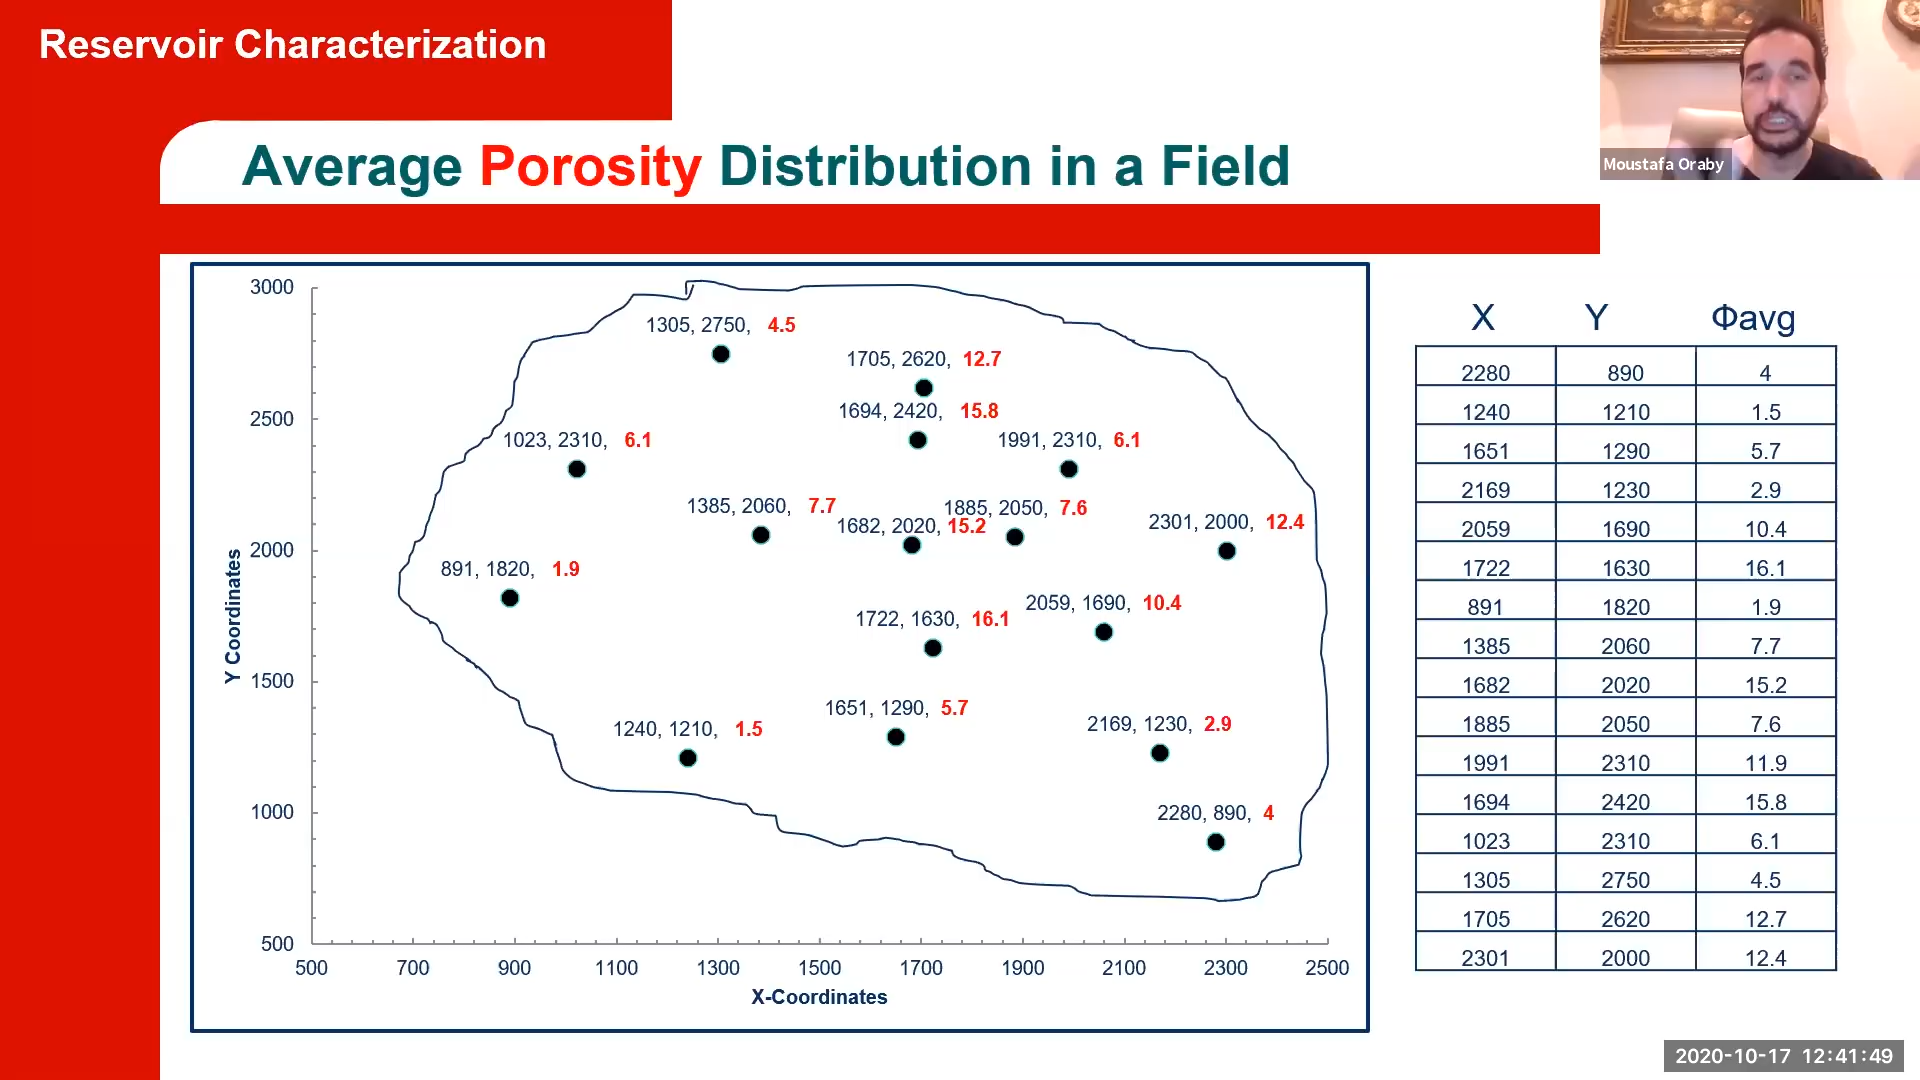 Reservoir Characterization
Moustafa Oraby
Average Porosity Distribution in a Field
3000
2500
2000
1500
1000
500
Y Coordinates
500 700 900 1100 1300 1500 1700 1900 2100 2300 2500
X-Coordinates
1305, 2750, 4.5
1705, 2620, 12.7
1694, 2420, 15.8
1023, 2310, 6.1
1991, 2310, 6.1
1385, 2060, 7.7
1885, 2050, 7.6
1682, 2020, 15.2
2301, 2000, 12.4
891, 1820, 1.9
2059, 1690, 10.4
1722, 1630, 16.1
1651, 1290, 5.7
2169, 1230, 2.9
1240, 1210, 1.5
2280, 890, 4
X Y Φavg
2280 890 4
1240 1210 1.5
1651 1290 5.7
2169 1230 2.9
2059 1690 10.4
1722 1630 16.1
891 1820 1.9
1385 2060 7.7
1682 2020 15.2
1885 2050 7.6
1991 2310 11.9
1694 2420 15.8
1023 2310 6.1
1305 2750 4.5
1705 2620 12.7
2301 2000 12.4
2020-10-17 12:41:49